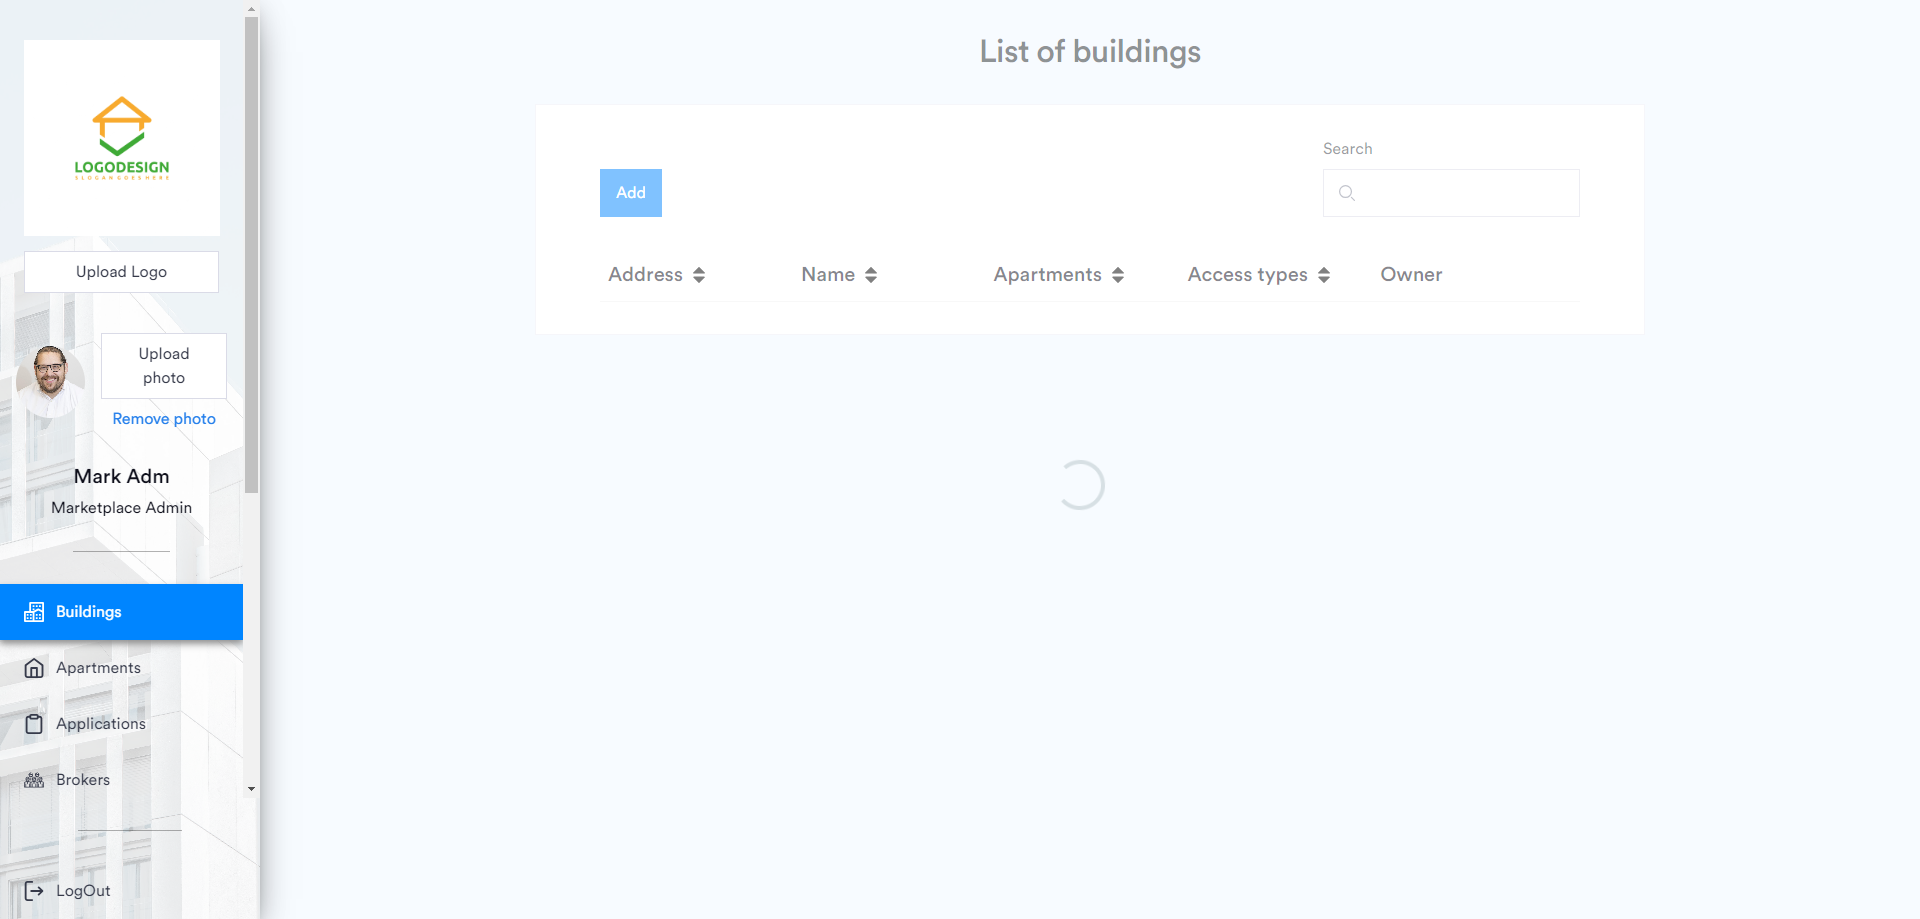 LOGODESIGN
SLOGANGOESHERE
Upload Logo
Upload
photo
Remove photo
Mark Adm
Marketplace Admin
Buildings
Apartments
Applications
Brokers
LogOut
List of buildings
Search
Add
Address
Name
Apartments
Access types
Owner